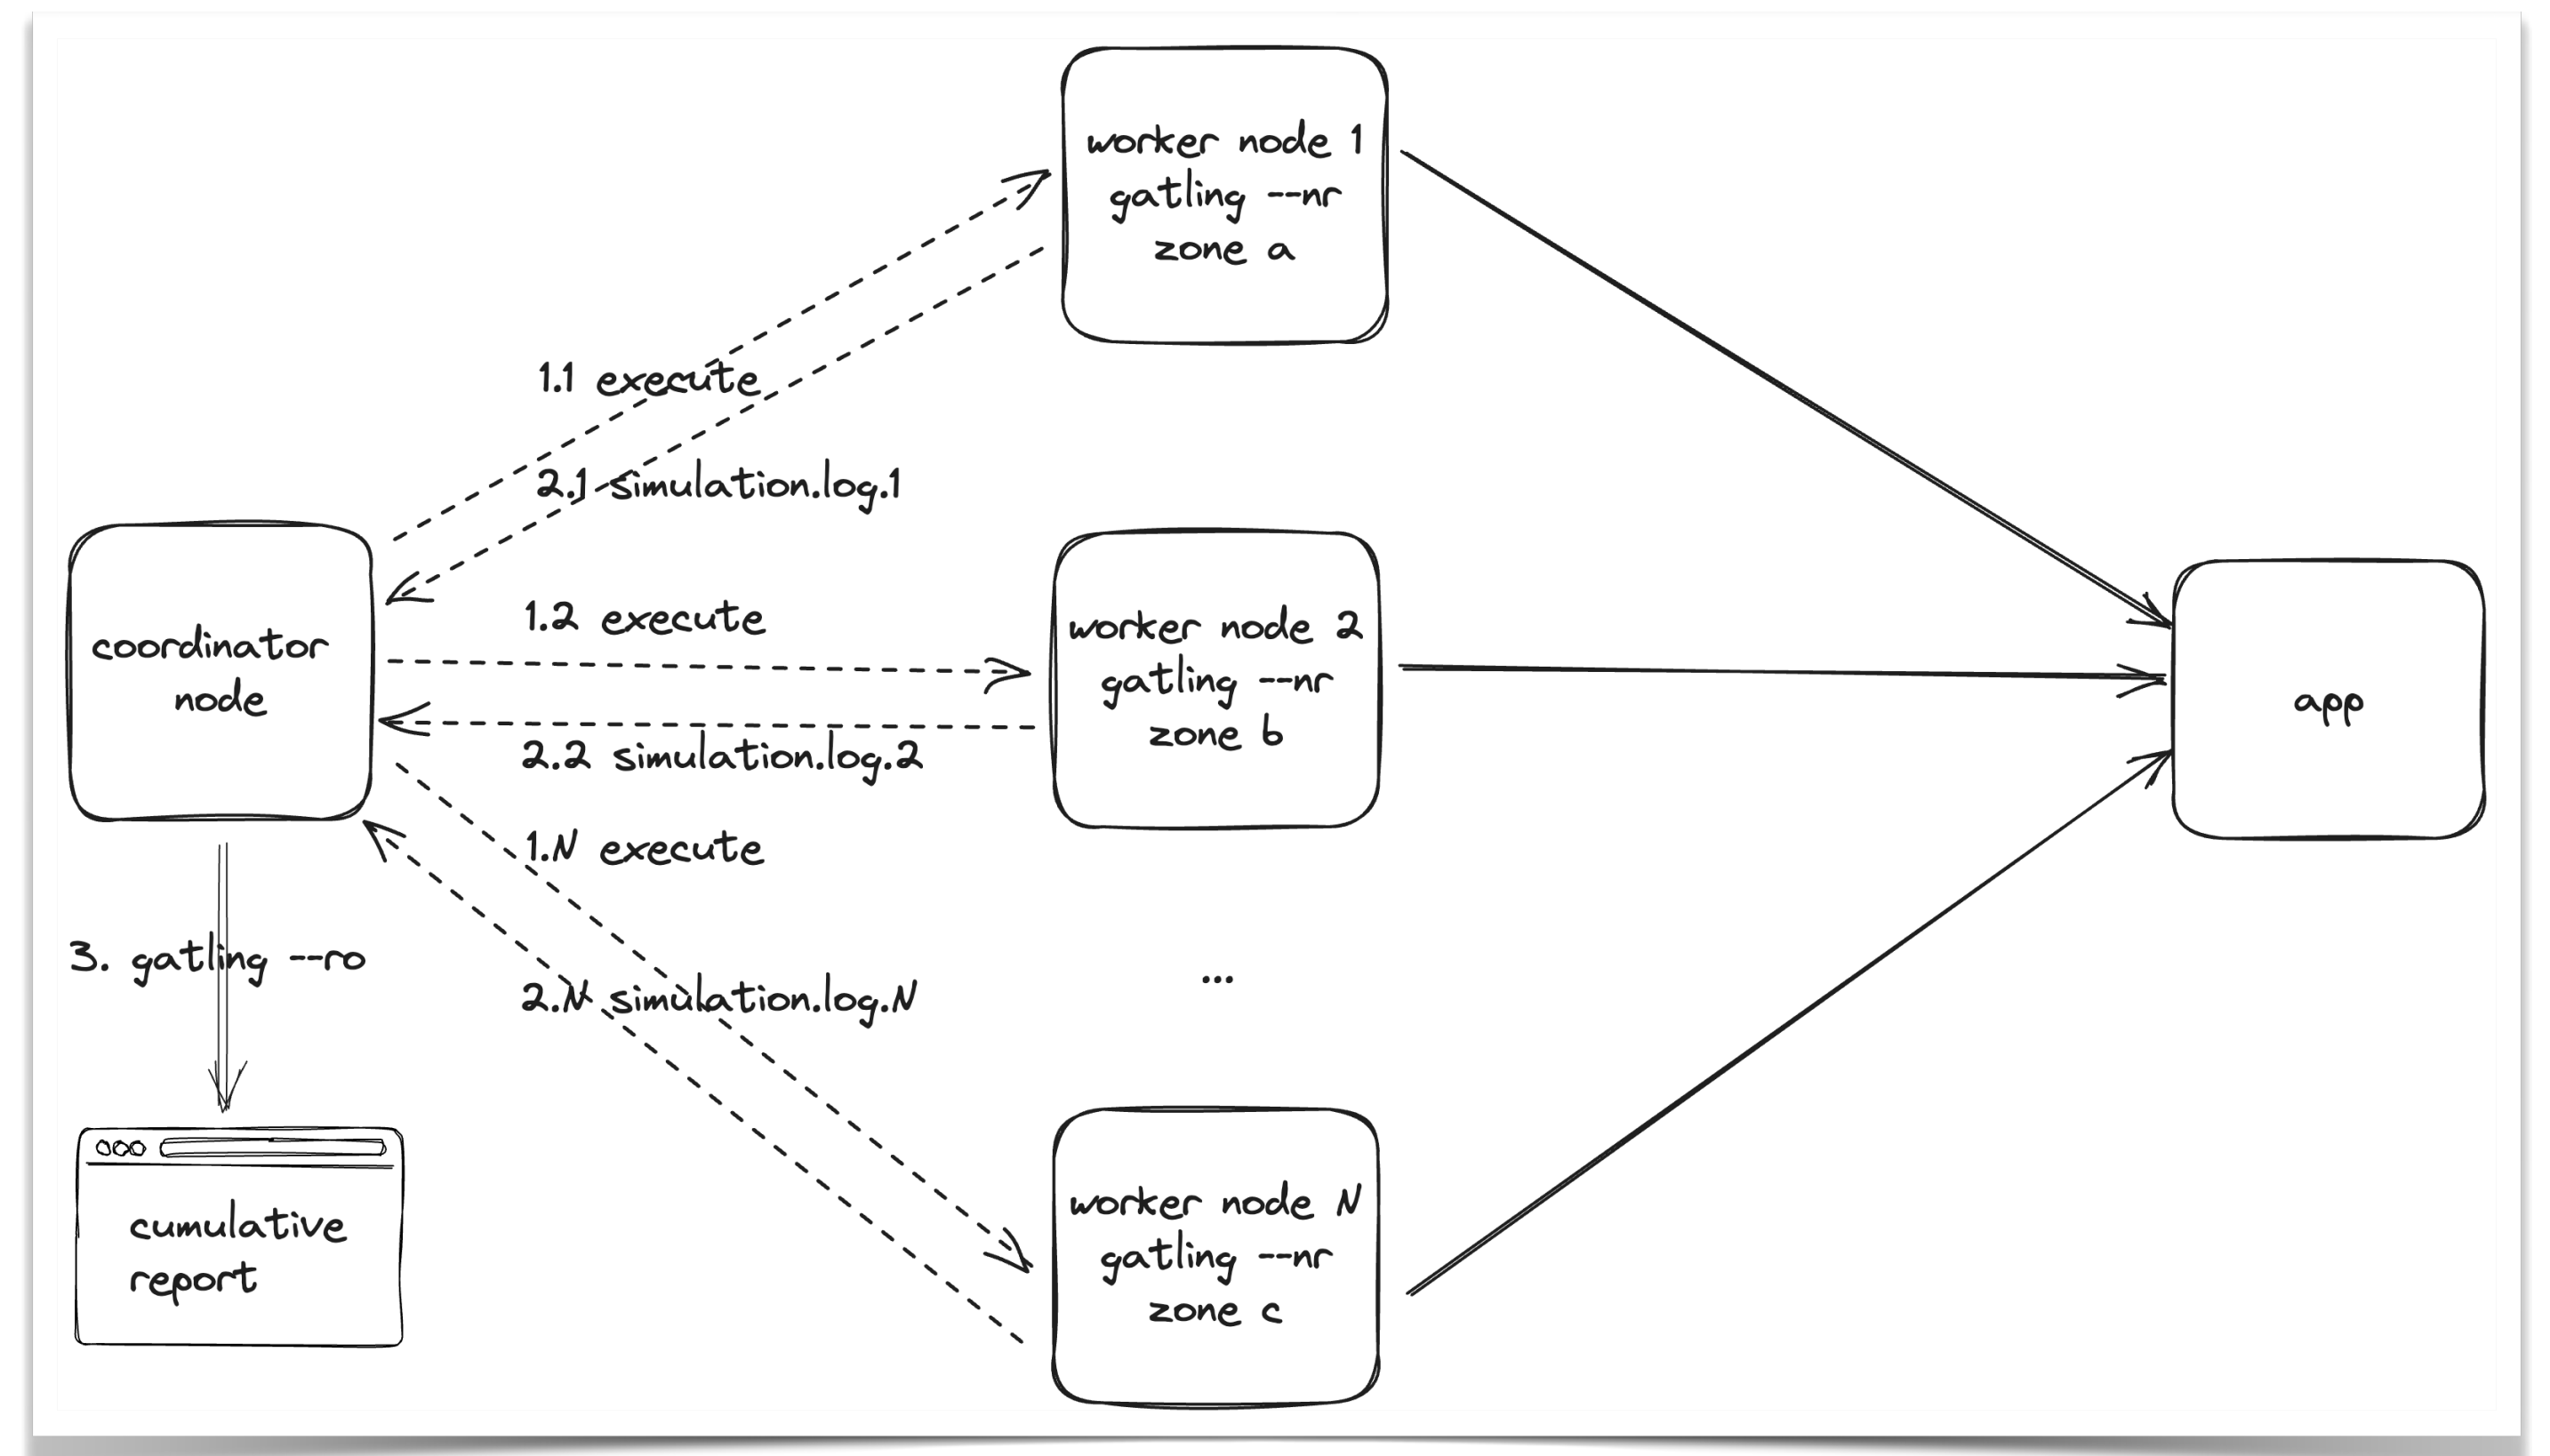 worker node 1
gatling --nr
zone a
1.1 execute
2.1 simulation.log.1
coordinator
node
1.2 execute
2.2 simulation.log.2
worker node 2
gatling --nr
zone b
app
1.N execute
2.N simulation.log.N
3. gatling --ro
...
cumulative
report
worker node N
gatling --nr
zone c